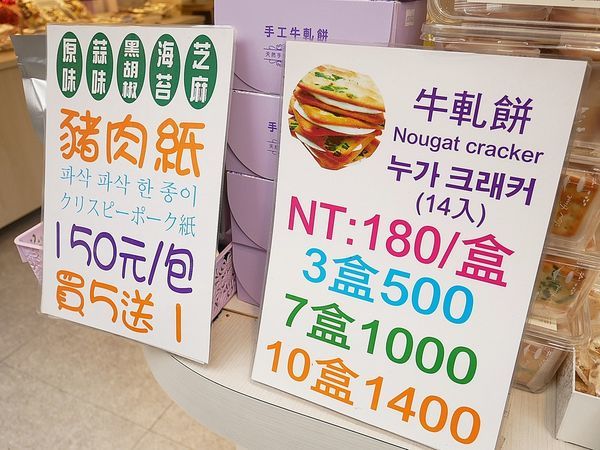 原味 蒜味 黑胡椒 海苔 芝麻
豬肉紙
파삭 파삭 한 종이
クリスピーポーク紙
150元/包
買5送1
手工牛軋餅
牛軋餅
Nougat cracker
누가 크래커
(14入)
NT:180/盒
3盒500
7盒1000
10盒1400